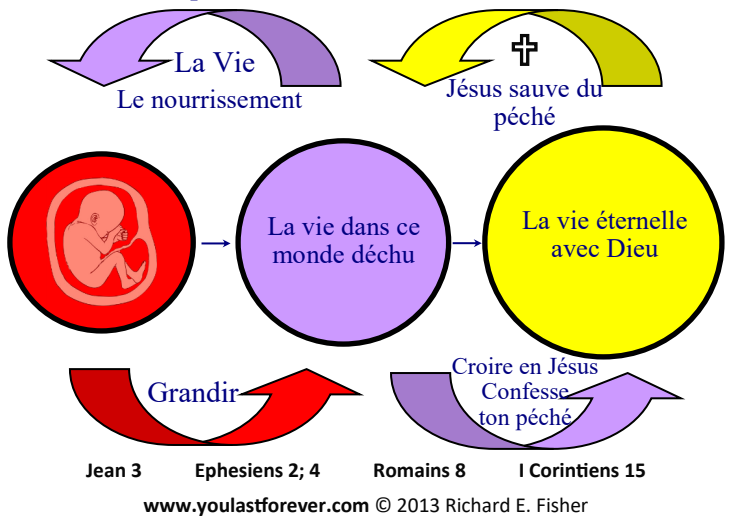 La Vie
Le nourrissement
Jésus sauve du
péché
La vie dans ce
monde déchu
La vie éternelle
avec Dieu
Grandir
Croire en Jésus
Confesse
ton péché
Jean 3 Ephesiens 2; 4 Romains 8 I Corintiens 15
www.youlastforever.com © 2013 Richard E. Fisher